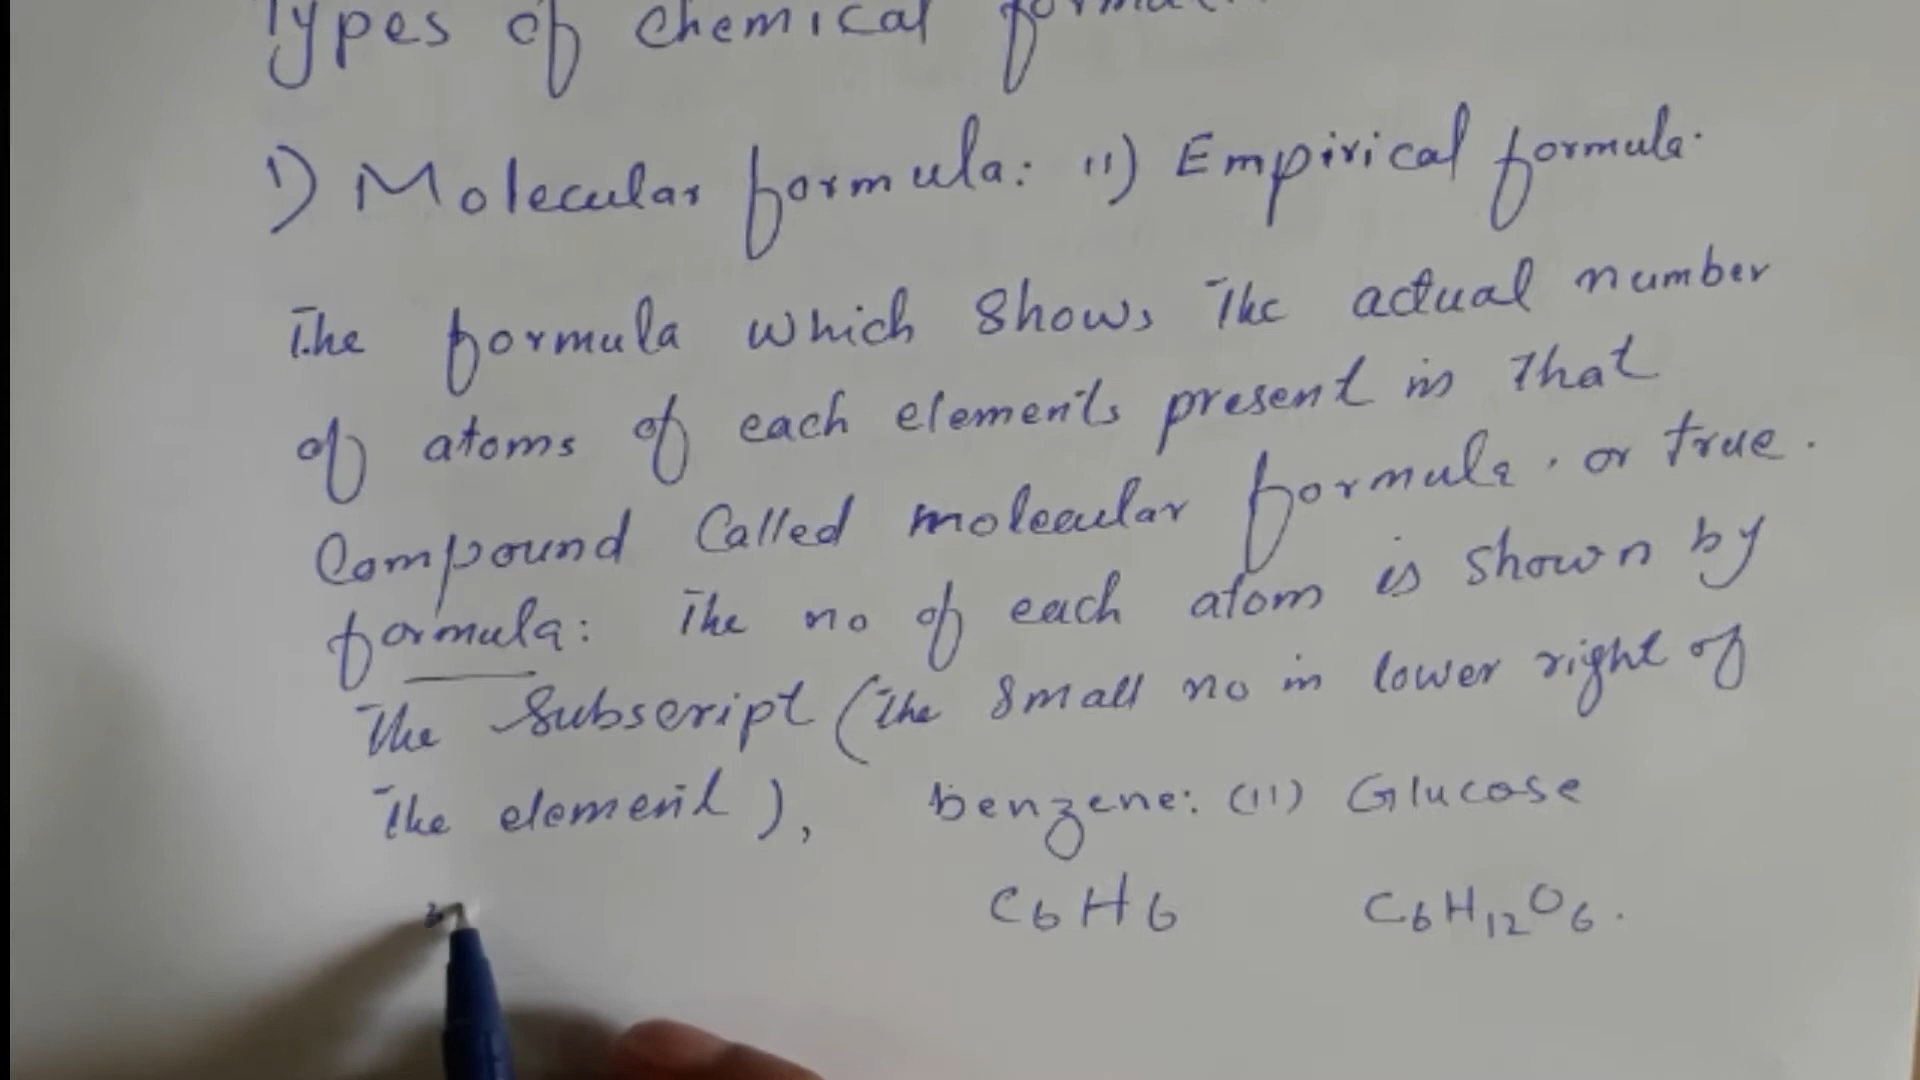 Types of chemical
1) Molecular formula: 11) Empirical formula.
The formula which shows the actual number
of atoms of each elements present in that
Compound Called molecular formula. or true.
formula: The no of each atom is shown by
The Subscript (the small no in lower right of
the element), benzene: (11) Glucose
C6H6 C6H12O6.